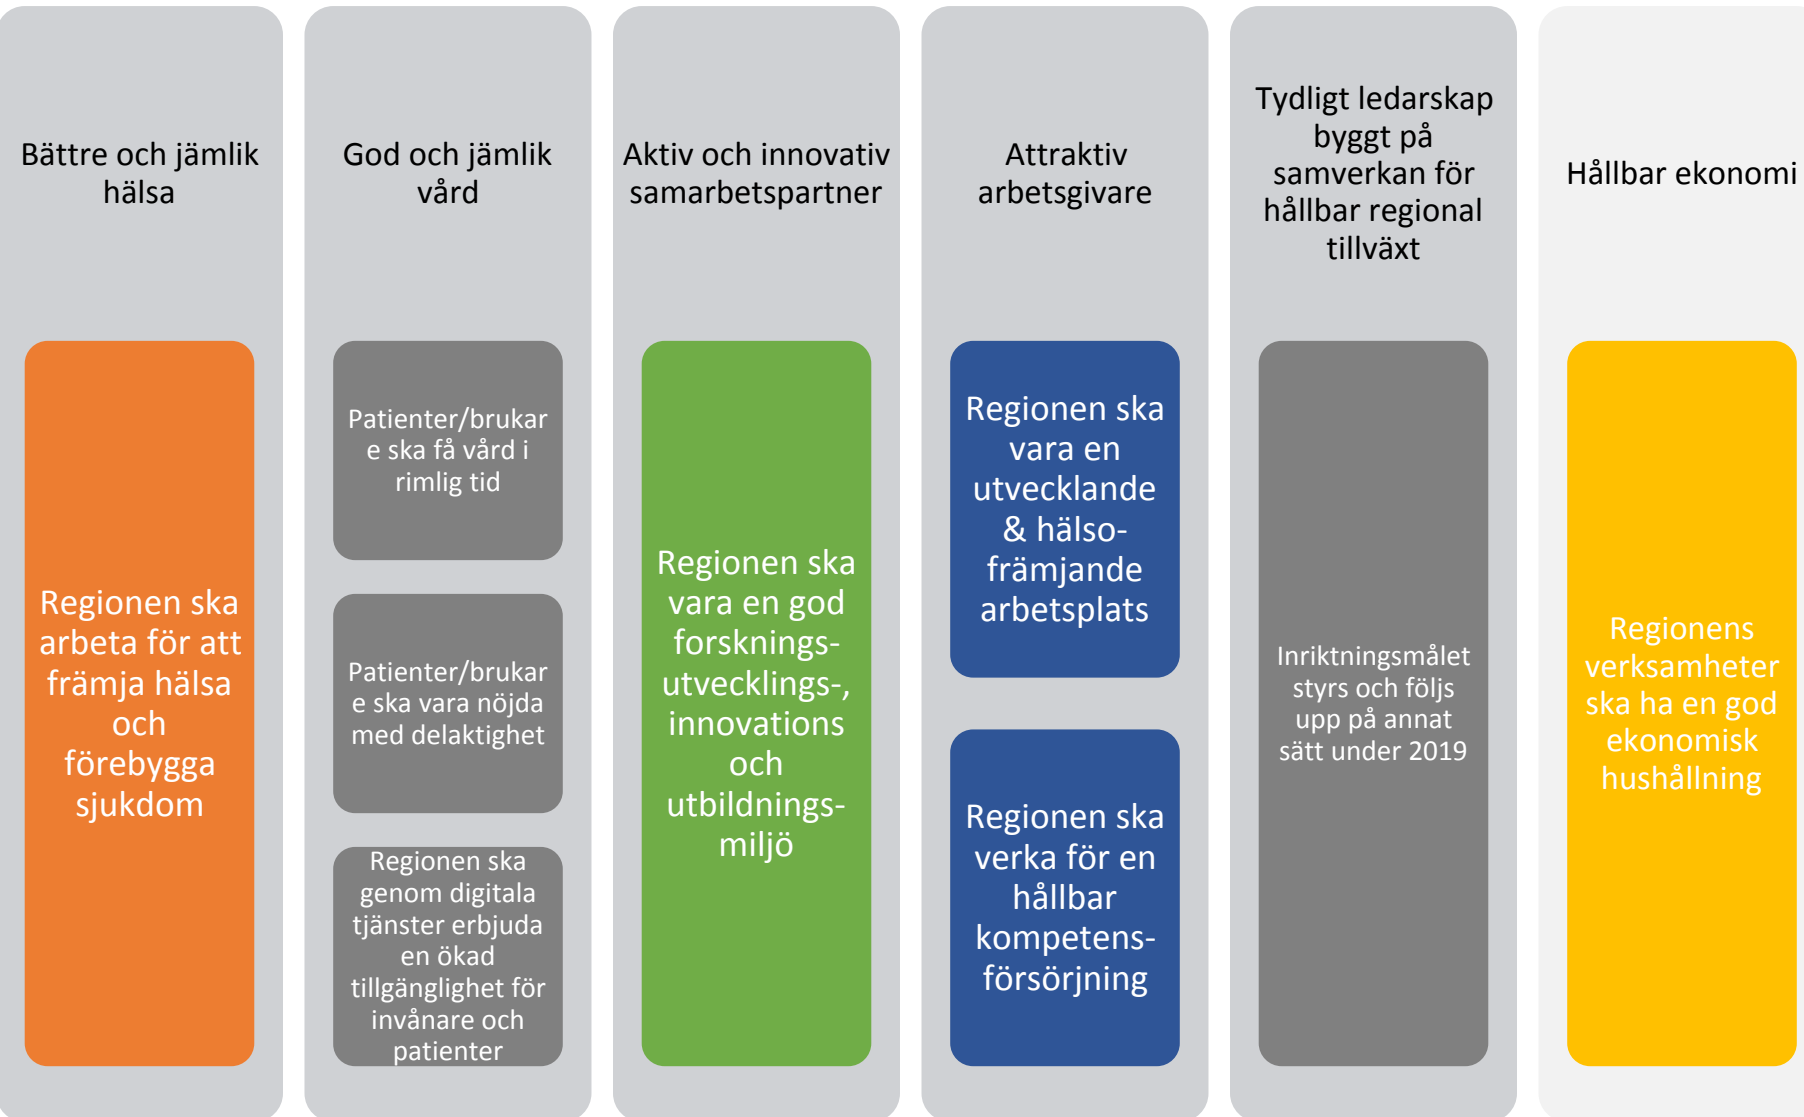 Bättre och jämlik
hälsa
Regionen ska
arbeta för att
främja hälsa
och
förebygga
sjukdom
God och jämlik
vård
Patienter/brukar
e ska få vård i
rimlig tid
Patienter/brukar
e ska vara nöjda
med delaktighet
Regionen ska
genom digitala
tjänster erbjuda
en ökad
tillgänglighet för
invånare och
patienter
Aktiv och innovativ
samarbetspartner
Regionen ska
vara en god
forsknings-
utvecklings-,
innovations
och
utbildnings-
miljö
Attraktiv
arbetsgivare
Regionen ska
vara en
utvecklande
& hälso-
främjande
arbetsplats
Regionen ska
verka för en
hållbar
kompetens-
försörjning
Tydligt ledarskap
byggt på
samverkan för
hållbar regional
tillväxt
Inriktningsmålet
styrs och följs
upp på annat
sätt under 2019
Hållbar ekonomi
Regionens
verksamheter
ska ha en god
ekonomisk
hushållning